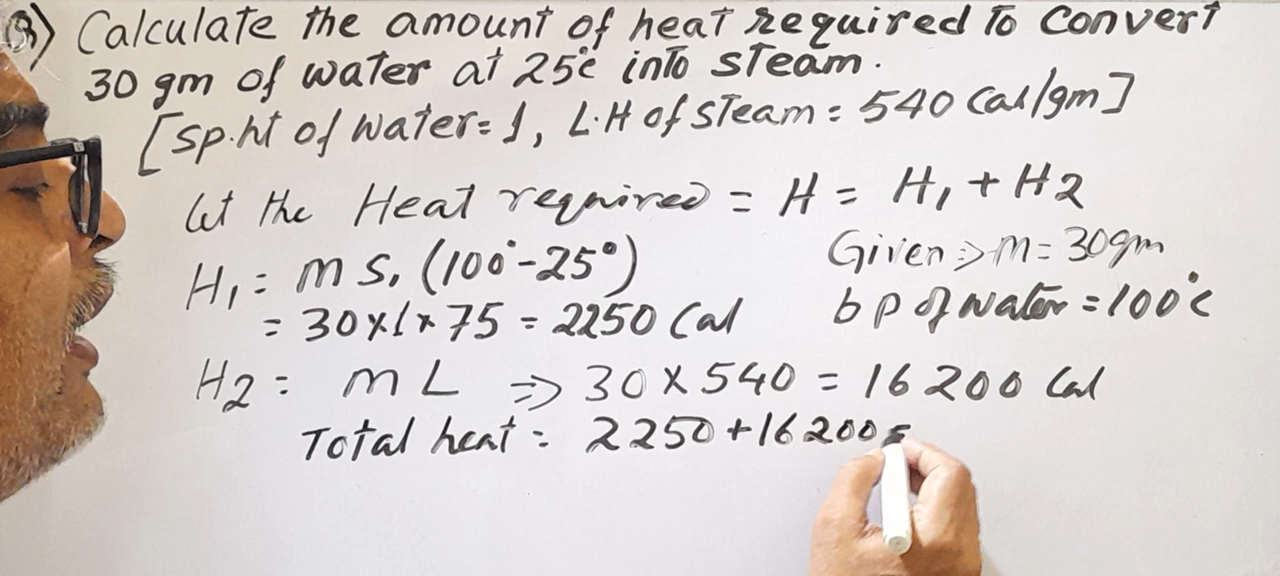 Q) Calculate the amount of heat required to convert
30 gm of water at 25°c into steam.
[Sp.ht of water = 1, L.H of steam = 540 Cal/gm]
Let the Heat required = H = H1 + H2
H1 = m s. (100° - 25°)
= 30 x 1 x 75 = 2250 Cal
Given ⇒ m = 30gm
b p of water = 100°c
H2 = m L ⇒ 30 X 540 = 16200 Cal
Total heat = 2250 + 16200 =